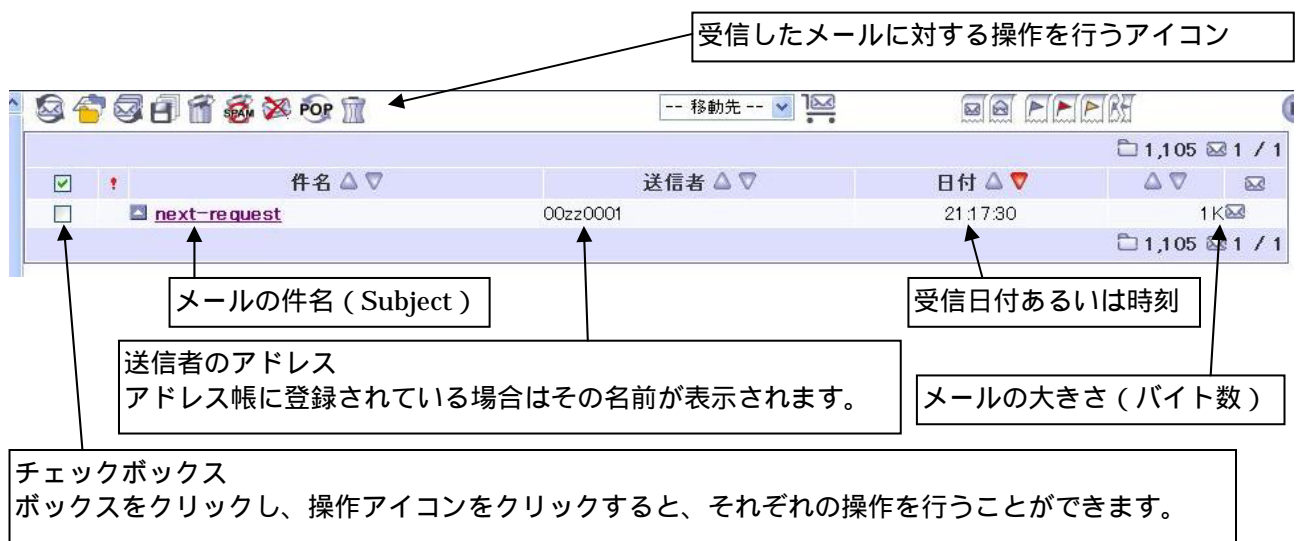 受信したメールに対する操作を行うアイコン
SPAM POP -- 移動先 --
1,105 1 / 1
! 件名 送信者 日付
next-request 00zz0001 21:17:30 1K
1,105 1 / 1
メールの件名 ( Subject )
受信日付あるいは時刻
送信者のアドレス
アドレス帳に登録されている場合はその名前が表示されます。
メールの大きさ ( バイト数 )
チェックボックス
ボックスをクリックし、操作アイコンをクリックすると、それぞれの操作を行うことができます。